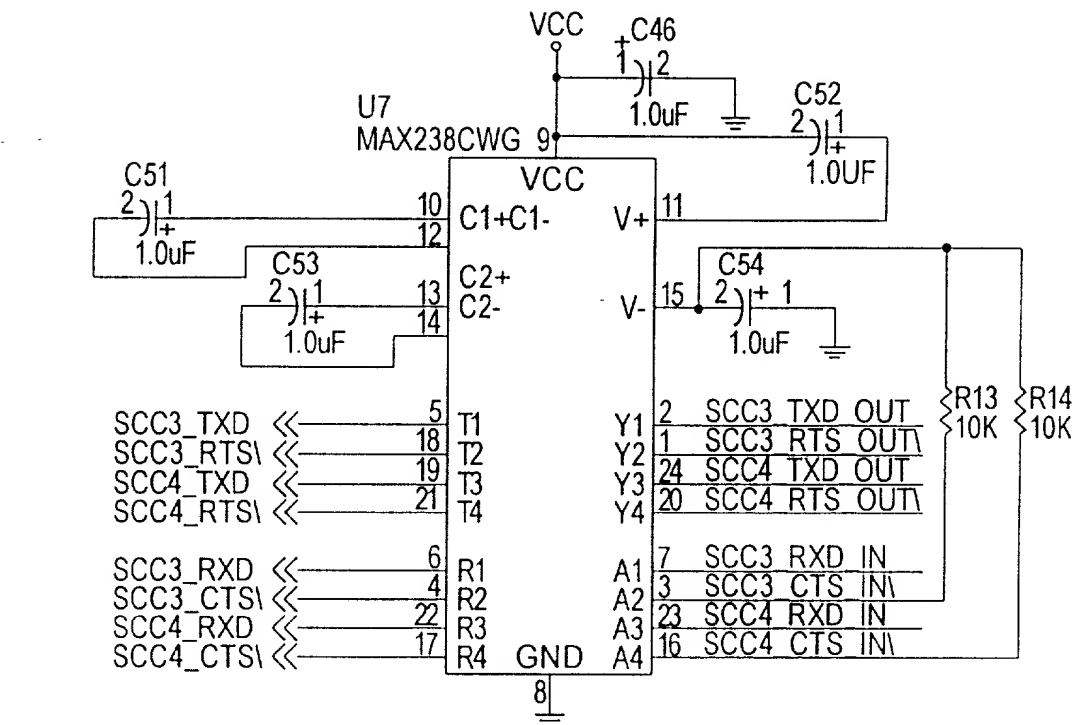 VCC
+ C46
1 2
1.0uF
C52
2 1
+
1.0UF
U7
MAX238CWG 9
VCC
C51
2 1
+
1.0uF
10 C1+C1- V+ 11
12
C53
2 1
+
1.0uF
C2+
13 C2- V- 15
14
C54
2 + 1
1.0uF
R13
10K
R14
10K
SCC3_TXD 5 T1 Y1 2 SCC3_TXD_OUT
SCC3_RTS\ 18 T2 Y2 1 SCC3_RTS_OUT\
SCC4_TXD 19 T3 Y3 24 SCC4_TXD_OUT
SCC4_RTS\ 21 T4 Y4 20 SCC4_RTS_OUT\
SCC3_RXD 6 R1 A1 7 SCC3_RXD_IN
SCC3_CTS\ 4 R2 A2 3 SCC3_CTS_IN\
SCC4_RXD 22 R3 A3 23 SCC4_RXD_IN
SCC4_CTS\ 17 R4 GND A4 16 SCC4_CTS_IN\
8